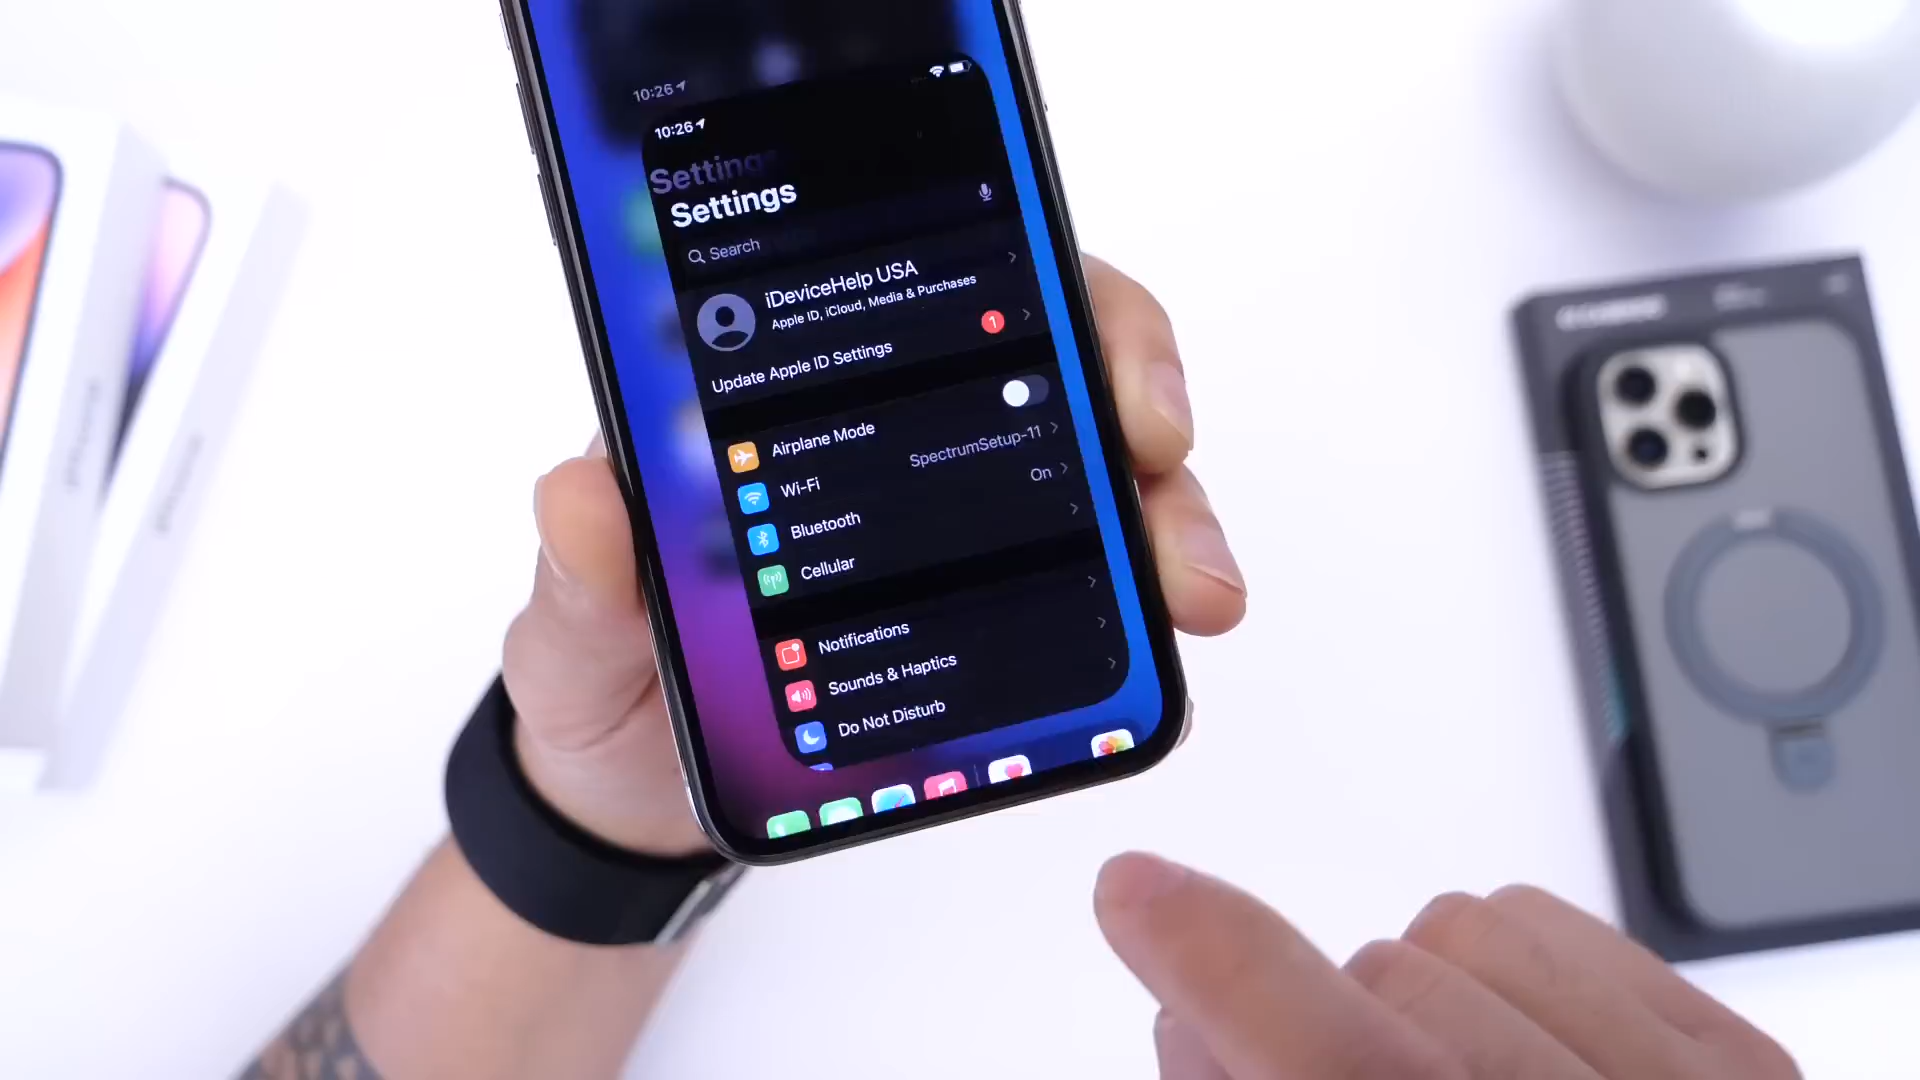 10:26
10:26
Settings
Settings
Search
iDeviceHelp USA
Apple ID, iCloud, Media & Purchases
Update Apple ID Settings
1
Airplane Mode
Wi-Fi
SpectrumSetup-11
Bluetooth
On
Cellular
Notifications
Sounds & Haptics
Do Not Disturb